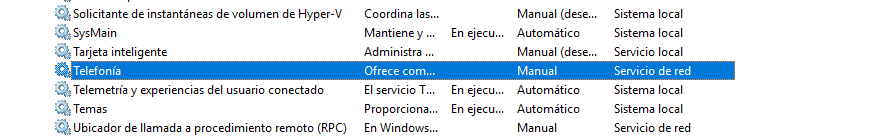 Solicitante de instantáneas de volumen de Hyper-V Coordina las... Manual (dese... Sistema local
SysMain Mantiene y ... En ejecu... Automático Sistema local
Tarjeta inteligente Administra ... Manual (dese... Servicio local
Telefonía Ofrece com... Manual Servicio de red
Telemetría y experiencias del usuario conectado El servicio T... En ejecu... Automático Sistema local
Temas Proporciona... En ejecu... Automático Sistema local
Ubicador de llamada a procedimiento remoto (RPC) En Windows... Manual Servicio de red